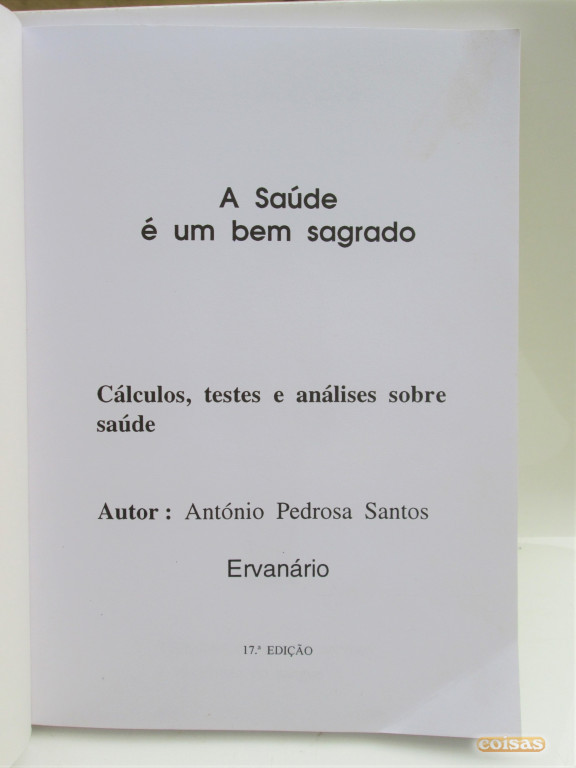 A Saúde
é um bem sagrado
Cálculos, testes e análises sobre
saúde
Autor : António Pedrosa Santos
Ervanário
17.ª EDIÇÃO
coisas